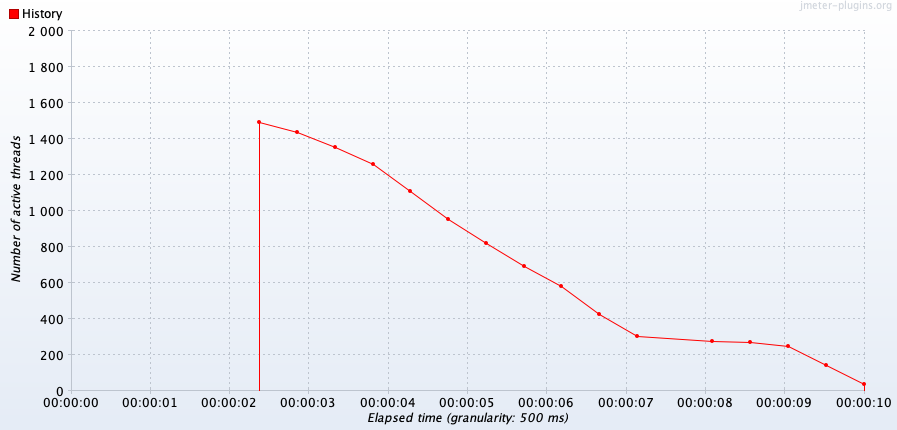 jmeter-plugins.org
History
2 000
1 800
1 600
1 400
1 200
1 000
800
600
400
200
0
Number of active threads
00:00:00 00:00:01 00:00:02 00:00:03 00:00:04 00:00:05 00:00:06 00:00:07 00:00:08 00:00:09 00:00:10
Elapsed time (granularity: 500 ms)